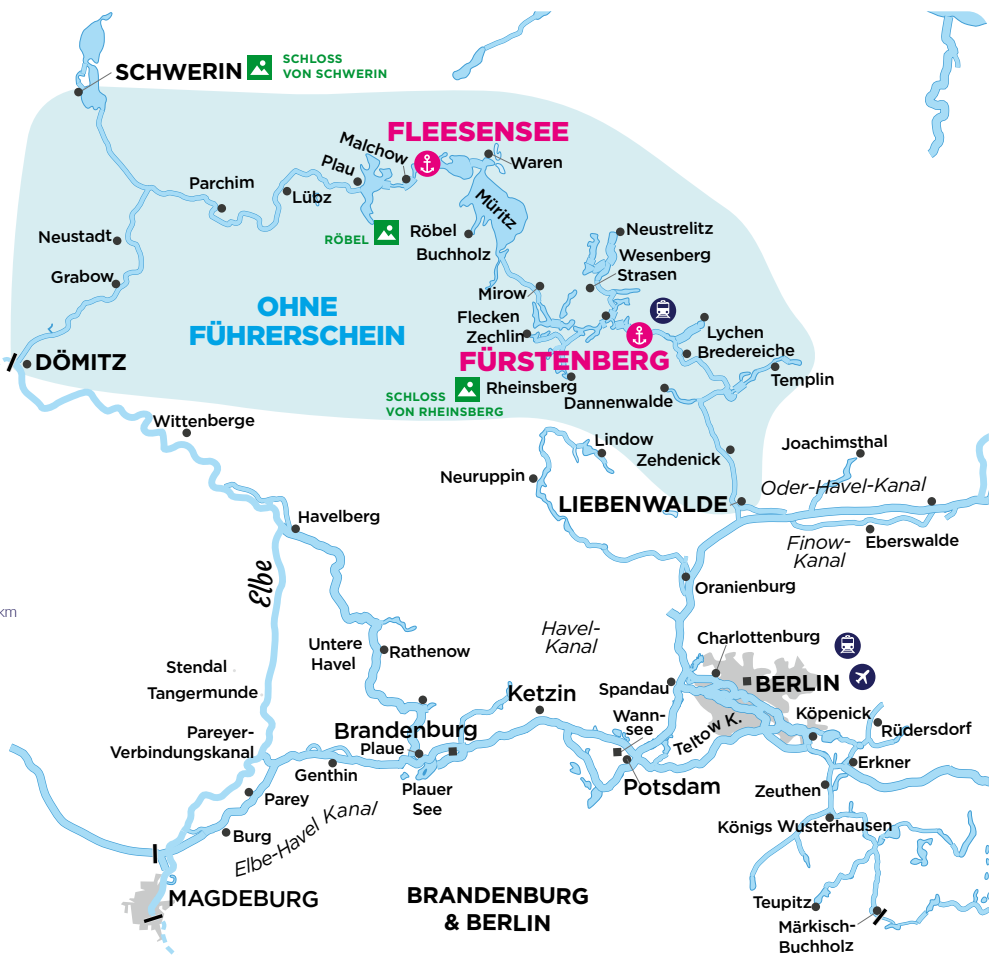 SCHWERIN
SCHLOSS
VON SCHWERIN
FLEESENSEE
Malchow
Waren
Plau
Parchim
Lübz
Müritz
RÖBEL
Röbel
Buchholz
Neustadt
Neustrelitz
Grabow
Wesenberg
Strasen
OHNE
FÜHRERSCHEIN
Mirow
Flecken
Zechlin
Lychen
FÜRSTENBERG
Bredereiche
DÖMITZ
Templin
SCHLOSS
VON RHEINSBERG
Rheinsberg
Dannenwalde
Wittenberge
Lindow
Zehdenick
Joachimsthal
Neuruppin
LIEBENWALDE
Oder-Havel-Kanal
Havelberg
Finow-
Kanal
Eberswalde
Elbe
Oranienburg
km
Havel-
Kanal
Charlottenburg
Untere
Havel
Rathenow
Stendal
Tangermunde
Spandau
BERLIN
Ketzin
Wann-
see
Teltow K.
Köpenick
Rüdersdorf
Pareyer-
Verbindungskanal
Brandenburg
Plaue
Erkner
Genthin
Plauer
See
Potsdam
Zeuthen
Parey
Burg
Elbe-Havel Kanal
Königs Wusterhausen
MAGDEBURG
BRANDENBURG
& BERLIN
Teupitz
Märkisch-
Buchholz